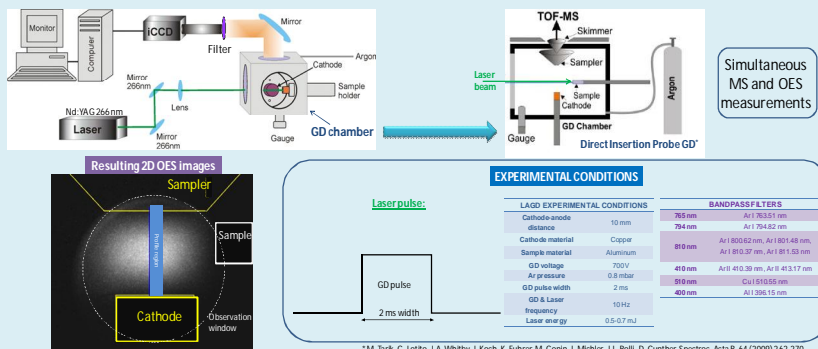 Monitor
Computer
iCCD
Filter
Mirror
Argon
Cathode
Sample
holder
Mirror
266nm
Lens
Nd:YAG 266 nm
Laser
Mirror
266nm
Gauge
GD chamber
TOF-MS
Skimmer
Sampler
Laser
beam
Sample
Cathode
Gauge
GD Chamber
Argon
Direct Insertion Probe GD*
Simultaneous
MS and OES
measurements
Resulting 2D OES images
Sampler
Sample
Profile region
Cathode
Observation
window
EXPERIMENTAL CONDITIONS
Laser pulse:
GD pulse
2 ms width
LAGD EXPERIMENTAL CONDITIONS
Cathode-anode
distance
10 mm
Cathode material Copper
Sample material Aluminum
GD voltage 700V
Ar pressure 0.8 mbar
GD pulse width 2 ms
GD & Laser
frequency
10 Hz
Laser energy 0.5-0.7 mJ
BANDPASS FILTERS
765 nm Ar I 763.51 nm
794 nm Ar I 794.82 nm
810 nm Ar I 800.62 nm, Ar I 801.48 nm,
Ar I 810.37 nm, Ar I 811.53 nm
410 nm Ar II 410.39 nm, Ar II 413.17 nm
510 nm Cu I 510.55 nm
400 nm Al I 396.15 nm